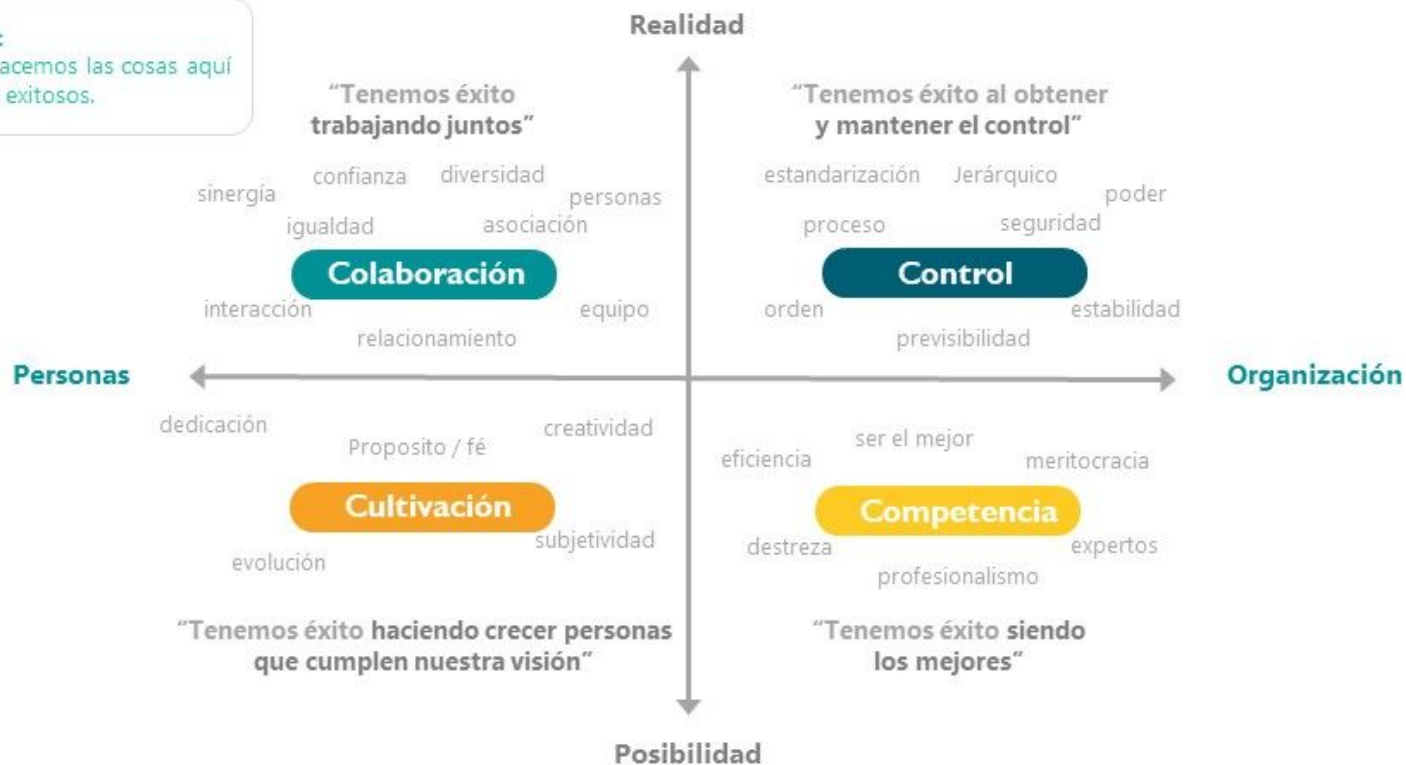 Realidad
:
acemos las cosas aquí
exitosos.
“Tenemos éxito
trabajando juntos”
“Tenemos éxito al obtener
y mantener el control”
sinergía
confianza
diversidad
personas
igualdad
asociación
Colaboración
interacción
equipo
relacionamiento
estandarización
Jerárquico
poder
proceso
seguridad
Control
orden
estabilidad
previsibilidad
Personas
Organización
dedicación
Proposito / fé
creatividad
Cultivación
subjetividad
evolución
“Tenemos éxito haciendo crecer personas
que cumplen nuestra visión”
eficiencia
ser el mejor
meritocracia
Competencia
destreza
expertos
profesionalismo
“Tenemos éxito siendo
los mejores”
Posibilidad